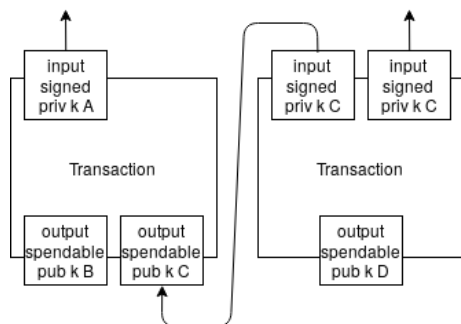 input
signed
priv k A
input
signed
priv k C
input
signed
priv k C
Transaction
Transaction
output
spendable
pub k B
output
spendable
pub k C
output
spendable
pub k D